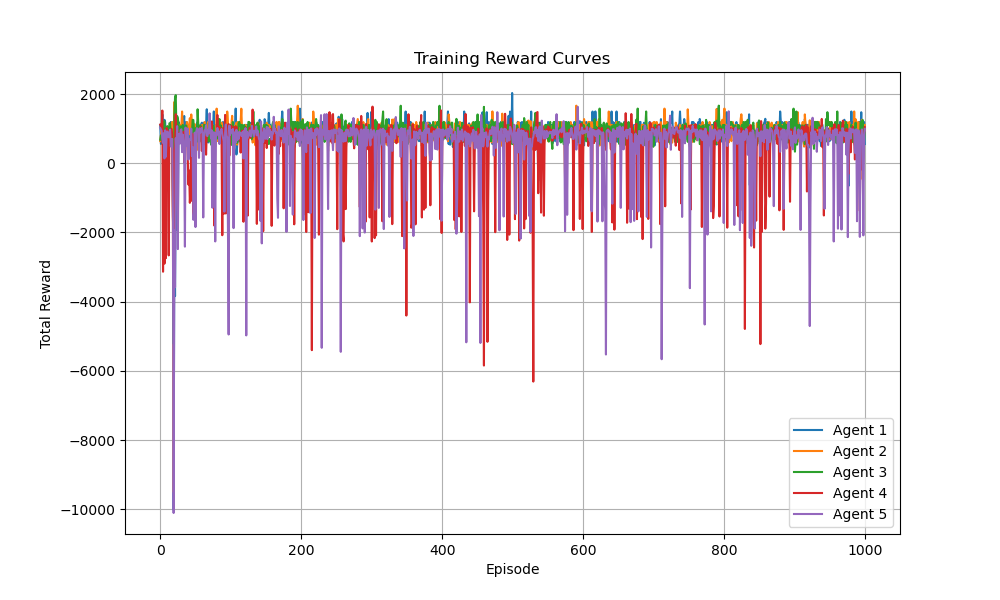 Training Reward Curves
2000
0
−2000
−4000
−6000
−8000
−10000
Total Reward
0
200
400
600
800
1000
Episode
Agent 1
Agent 2
Agent 3
Agent 4
Agent 5